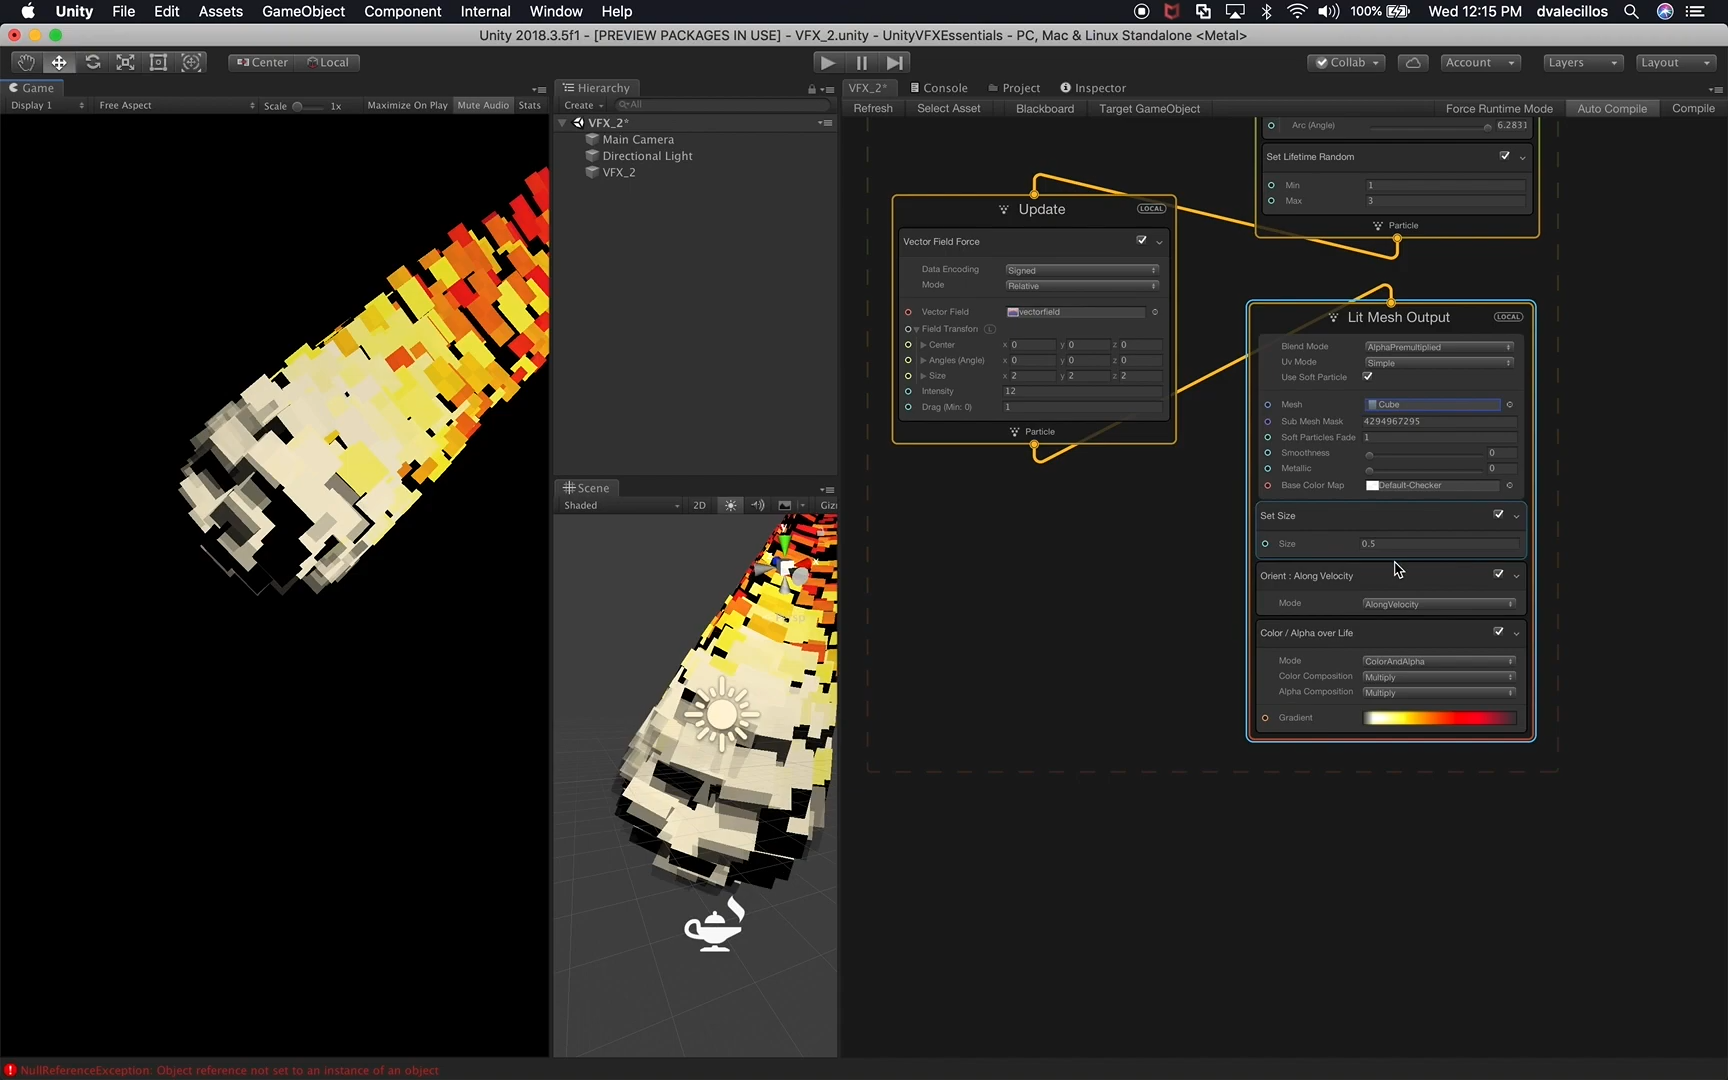 Unity File Edit Assets GameObject Component Internal Window Help 100% Wed 12:15 PM dvalecillos
Unity 2018.3.5f1 - [PREVIEW PACKAGES IN USE] - VFX_2.unity - UnityVFXEssentials - PC, Mac & Linux Standalone <Metal>
Center Local Collab Account Layers Layout
Game
Display 1 Free Aspect Scale 1x Maximize On Play Mute Audio Stats
Hierarchy
Create All
VFX_2*
Main Camera
Directional Light
VFX_2
Scene
Shaded 2D Giz
Persp
VFX_2* Console Project Inspector
Refresh Select Asset Blackboard Target GameObject Force Runtime Mode Auto Compile Compile
Arc (Angle) 6.2831
Set Lifetime Random
Min 1
Max 3
Particle
Update LOCAL
Vector Field Force
Data Encoding Signed
Mode Relative
Vector Field vectorfield
Field Transforn L
Center x 0 y 0 z 0
Angles (Angle) x 0 y 0 z 0
Size x 2 y 2 z 2
Intensity 12
Drag (Min: 0) 1
Particle
Lit Mesh Output LOCAL
Blend Mode AlphaPremultiplied
Uv Mode Simple
Use Soft Particle
Mesh Cube
Sub Mesh Mask 4294967295
Soft Particles Fade 1
Smoothness 0
Metallic 0
Base Color Map Default-Checker
Set Size
Size 0.5
Orient : Along Velocity
Mode AlongVelocity
Color / Alpha over Life
Mode ColorAndAlpha
Color Composition Multiply
Alpha Composition Multiply
Gradient
NullReferenceException: Object reference not set to an instance of an object